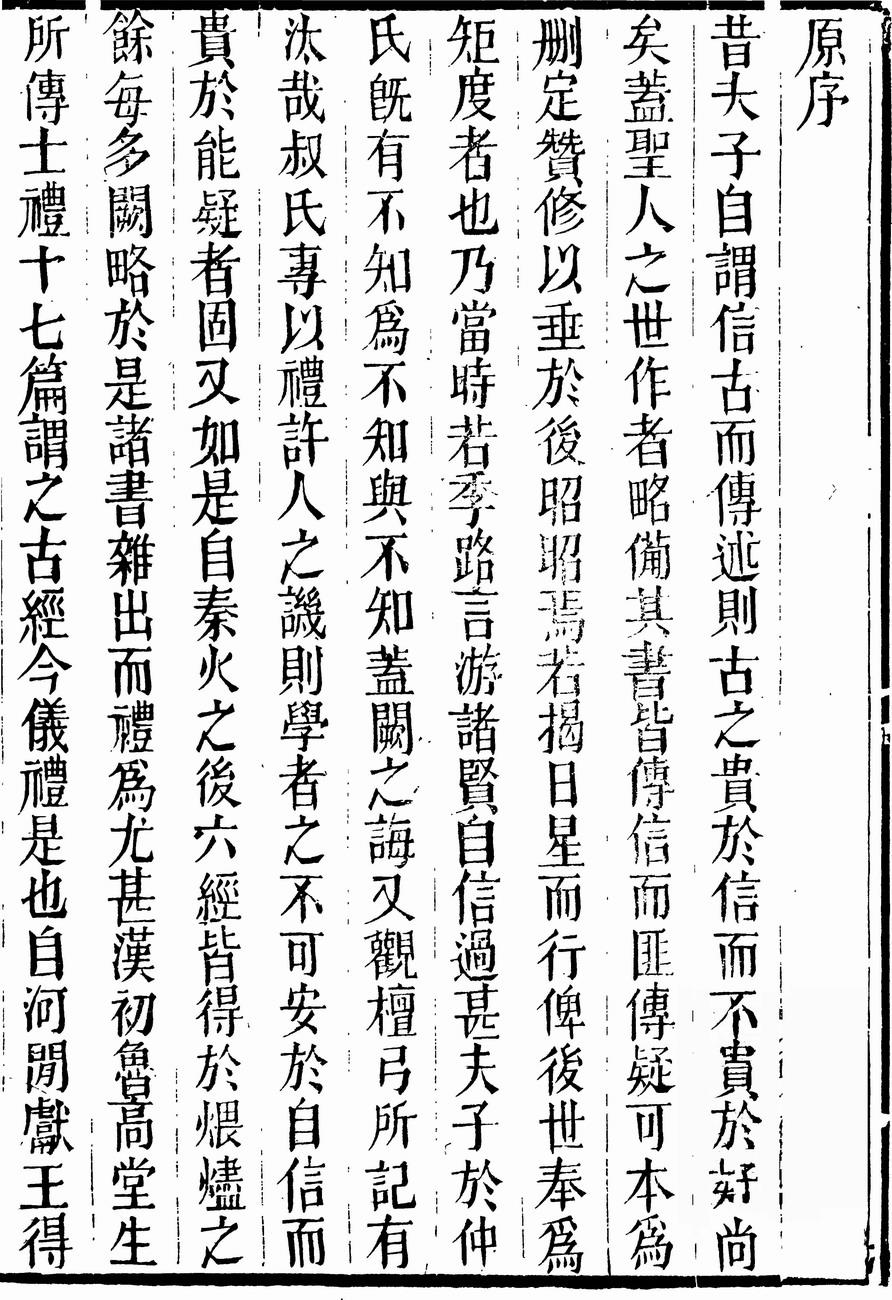 原序
昔夫子自謂信古而傳述則古之貴於信而不貴於好尚
矣蓋聖人之世作者略備其書皆傳信而匪傳疑可本爲
刪定贊修以垂於後昭昭焉若揭日星而行俾後世奉爲
矩度者也乃當時若季路言游諸賢自信過甚夫子於仲
氏旣有不知爲不知與不知蓋闕之誨又觀檀弓所記有
汰哉叔氏專以禮許人之譏則學者之不可安於自信而
貴於能疑者固又如是自秦火之後六經皆得於煨燼之
餘每多闕略於是諸書雜出而禮爲尤甚漢初魯高堂生
所傳士禮十七篇謂之古經今儀禮是也自河閒獻王得